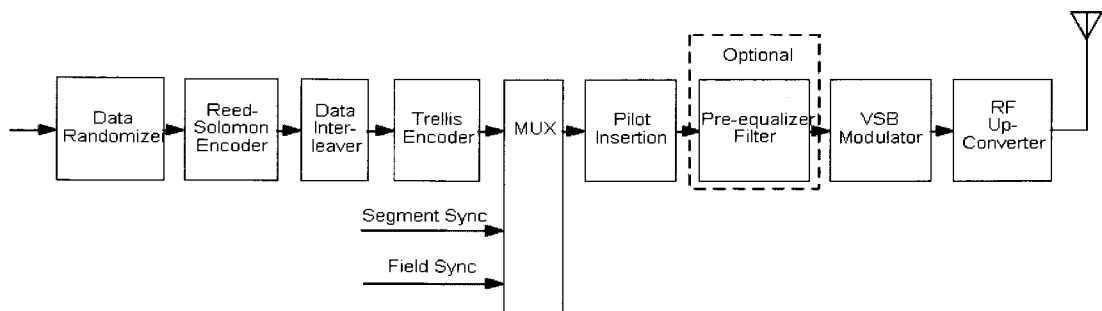 Optional
Data
Randomizer
Reed-
Solomon
Encoder
Data
Inter-
leaver
Trellis
Encoder
MUX
Pilot
Insertion
Pre-equalizer
Filter
VSB
Modulator
RF
Up-
Converter
Segment Sync
Field Sync